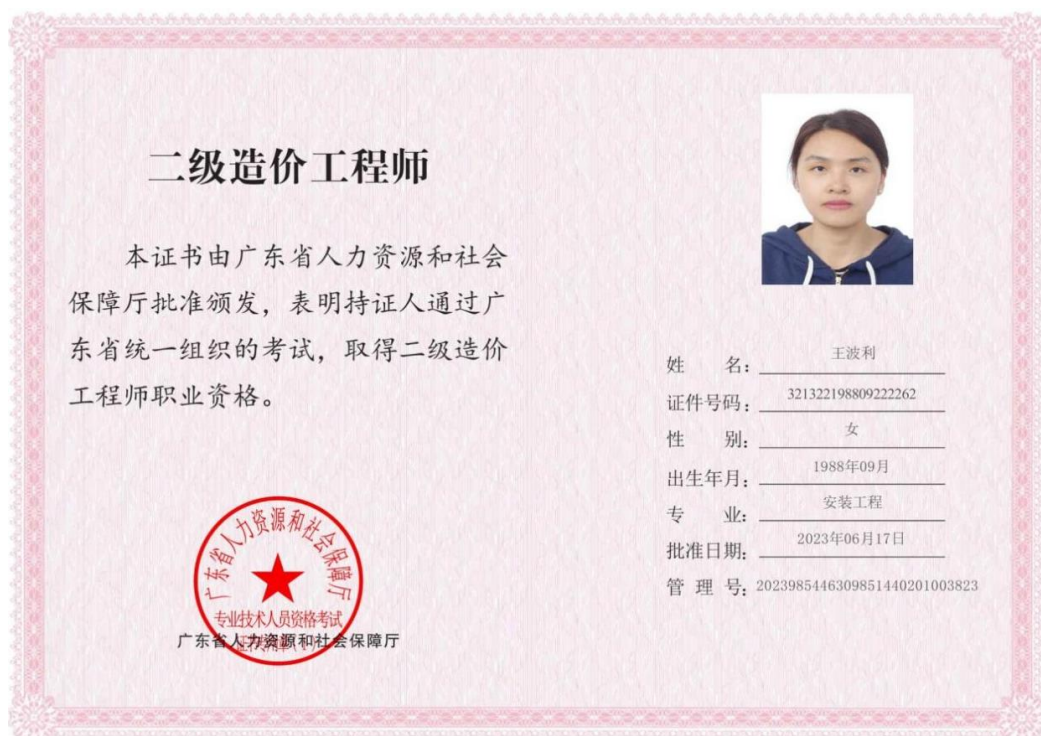 二级造价工程师
本证书由广东省人力资源和社会
保障厅批准颁发，表明持证人通过广
东省统一组织的考试，取得二级造价
工程师职业资格。
广东省人力资源和社会保障厅
专业技术人员资格考试
广东省人力资源和社会保障厅
姓 名：王波利
证件号码：321322198809222262
性 别：女
出生年月：1988年09月
专 业：安装工程
批准日期：2023年06月17日
管 理 号：2023985446309851440201003823